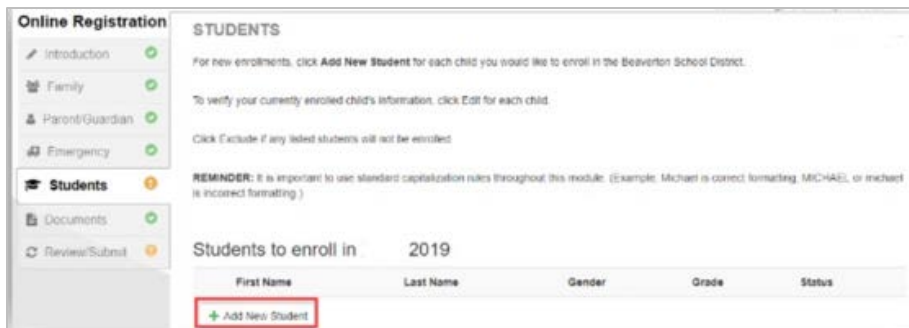 Online Registration
Introduction
Family
Parent/Guardian
Emergency
Students
Documents
Review/Submit
STUDENTS
For new enrollments, click Add New Student for each child you would like to enroll in the Beaverton School District.
To verify your currently enrolled child's information, click Edit for each child.
Click Exclude if any listed students will not be enrolled
REMINDER: It is important to use standard capitalization rules throughout this module. (Example: Michael is correct formatting, MICHAEL or michael
is incorrect formatting.)
Students to enroll in 2019
First Name Last Name Gender Grade Status
+ Add New Student